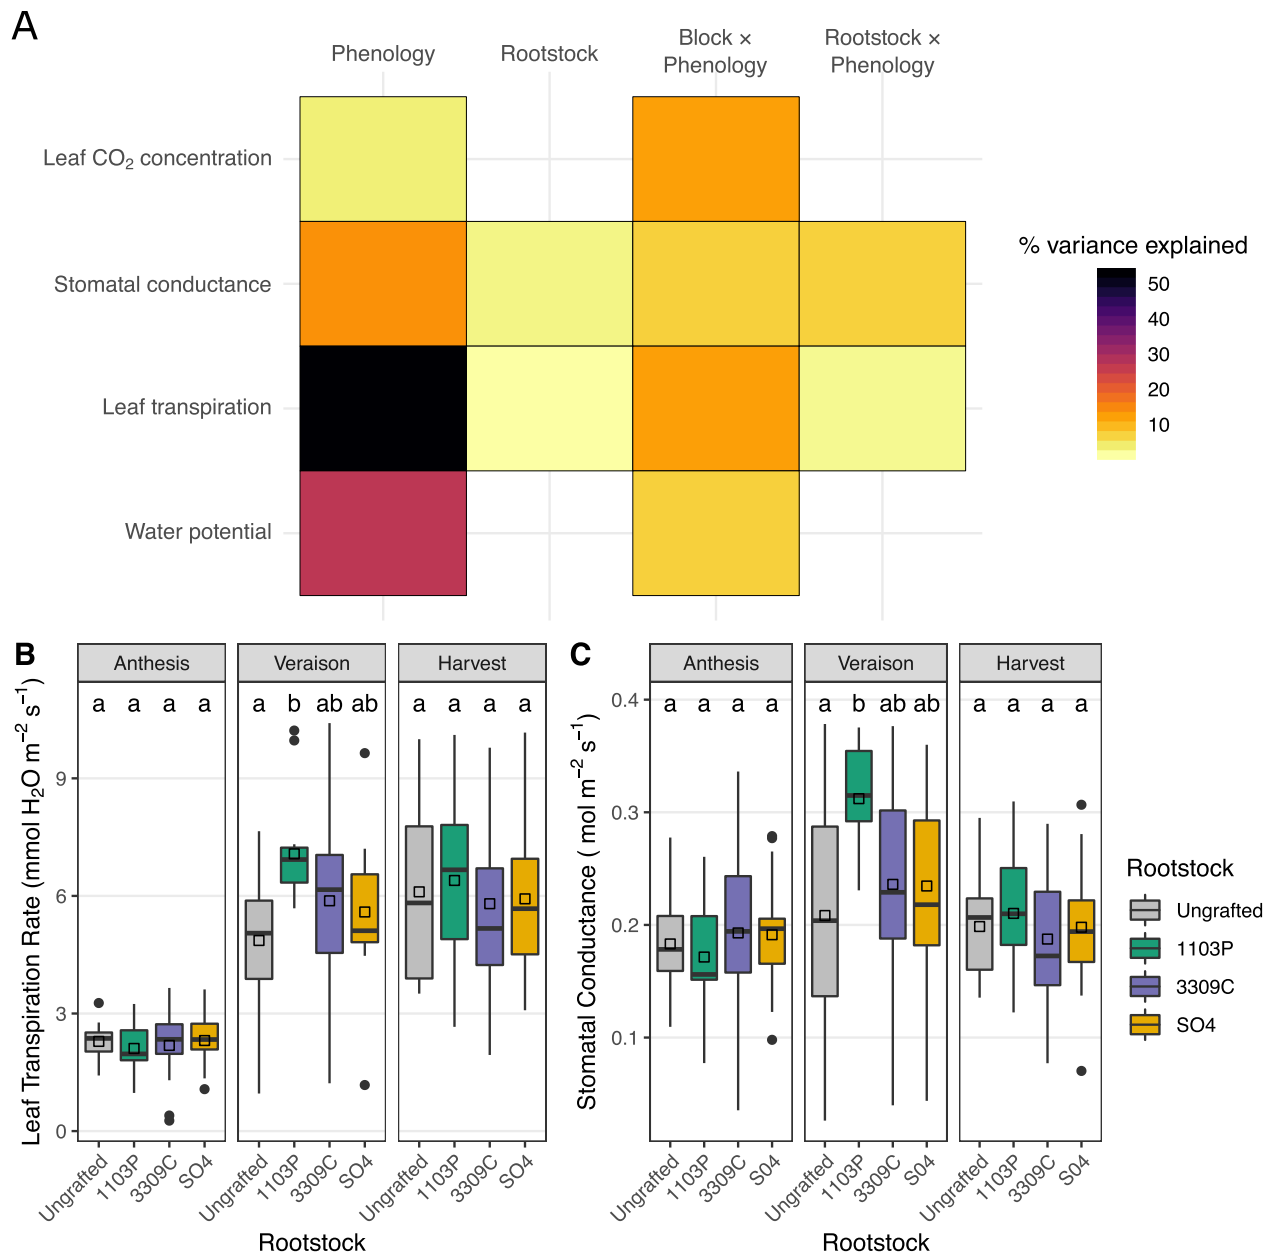 A
Phenology
Rootstock
Block ×
Phenology
Rootstock ×
Phenology
Leaf CO₂ concentration
Stomatal conductance
Leaf transpiration
Water potential
% variance explained
50
40
30
20
10
B
Anthesis
Veraison
Harvest
a a a a
a b ab ab
a a a a
Leaf Transpiration Rate (mmol H₂O m⁻² s⁻¹)
9
6
3
0
Ungrafted
1103P
3309C
SO4
Ungrafted
1103P
3309C
SO4
Ungrafted
1103P
3309C
SO4
Rootstock
C
Anthesis
Veraison
Harvest
a a a a
a b ab ab
a a a a
Stomatal Conductance ( mol m⁻² s⁻¹)
0.4
0.3
0.2
0.1
Ungrafted
1103P
3309C
SO4
Ungrafted
1103P
3309C
SO4
Ungrafted
1103P
3309C
SO4
Rootstock
Rootstock
Ungrafted
1103P
3309C
SO4